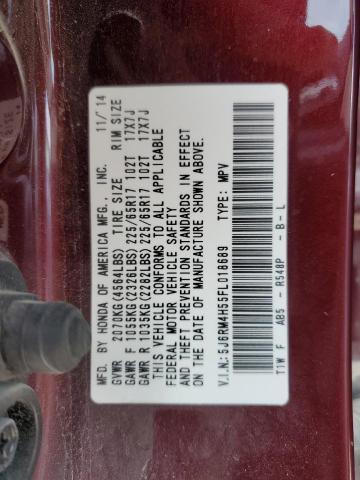 MFD. BY HONDA OF AMERICA MFG., INC. 11/14
GVWR 2070KG(4564LBS) TIRE SIZE RIM SIZE
GAWR F 1055KG(2326LBS) 225/65R17 102T 17X7J
GAWR R 1035KG(2282LBS) 225/65R17 102T 17X7J
THIS VEHICLE CONFORMS TO ALL APPLICABLE
FEDERAL MOTOR VEHICLE SAFETY
AND THEFT PREVENTION STANDARDS IN EFFECT
ON THE DATE OF MANUFACTURE SHOWN ABOVE.
V.I.N.: 5J6RM4H55FL018689 TYPE: MPV
T1W F AB5 - R548P - B - L